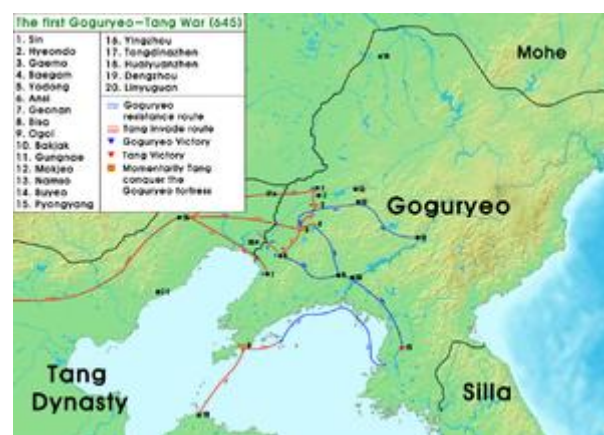 The first Goguryeo-Tang War (645)
1. Sin
2. Hyeondo
3. Gaemo
4. Baegam
5. Yodong
6. Ansi
7. Geonan
8. Bisa
9. Ogol
10. Bakjak
11. Gungnae
12. Mokjeo
13. Namso
14. Buyeo
15. Pyongyang
16. Yingzhou
17. Tongdinazhen
18. Huaiyuanzhen
19. Dengzhou
20. Linyuguan
Goguryeo
resistance route
Tang invade route
Goguryeo Victory
Tang Victory
Momentarily Tang
conquer the
Goguryeo fortress
Mohe
Goguryeo
Tang
Dynasty
Silla